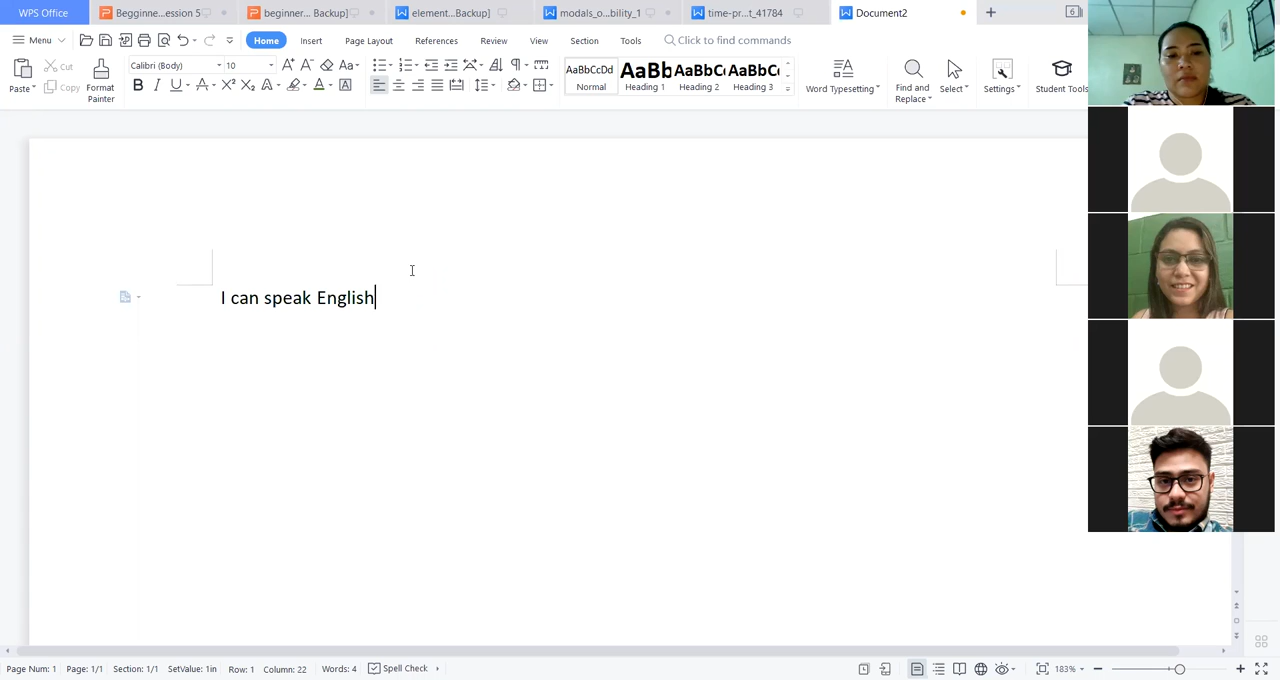 WPS Office Begginne...ession 5 beginner... Backup] element...Backup] modals_o...bility_1 time-pr...t_41784 Document2 6
Menu Home Insert Page Layout References Review View Section Tools Click to find commands
Paste Cut Copy Format Painter Calibri (Body) 10 AaBbCcDd Normal AaBb Heading 1 AaBbC Heading 2 AaBbC Heading 3 Word Typesetting Find and Replace Select Settings Student Tools
I can speak English
Page Num: 1 Page: 1/1 Section: 1/1 SetValue: 1in Row: 1 Column: 22 Words: 4 Spell Check 183%